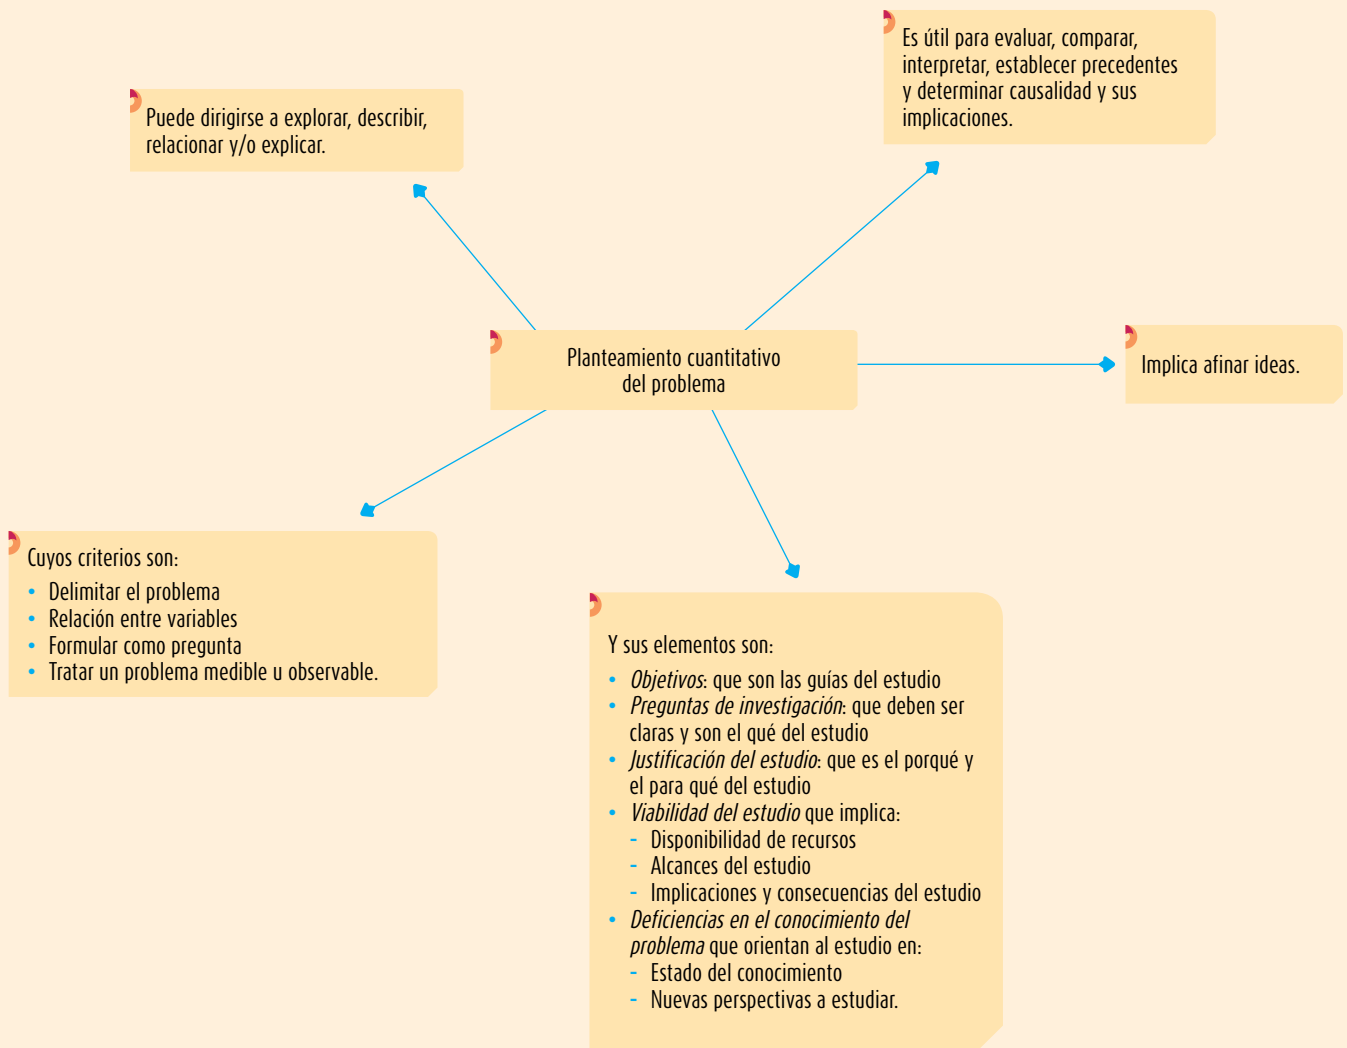 Es útil para evaluar, comparar,
interpretar, establecer precedentes
y determinar causalidad y sus
implicaciones.
Puede dirigirse a explorar, describir,
relacionar y/o explicar.
Planteamiento cuantitativo
del problema
Implica afinar ideas.
Cuyos criterios son:
• Delimitar el problema
• Relación entre variables
• Formular como pregunta
• Tratar un problema medible u observable.
Y sus elementos son:
• Objetivos: que son las guías del estudio
• Preguntas de investigación: que deben ser
claras y son el qué del estudio
• Justificación del estudio: que es el porqué y
el para qué del estudio
• Viabilidad del estudio que implica:
- Disponibilidad de recursos
- Alcances del estudio
- Implicaciones y consecuencias del estudio
• Deficiencias en el conocimiento del
problema que orientan al estudio en:
- Estado del conocimiento
- Nuevas perspectivas a estudiar.